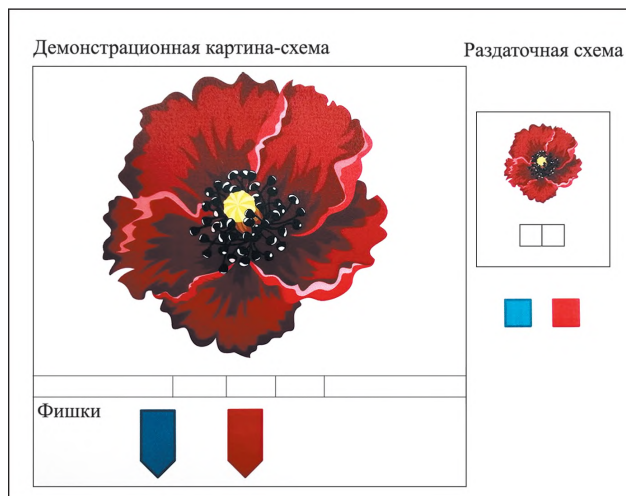 Демонстрационная картина-схема
Раздаточная схема
Фишки